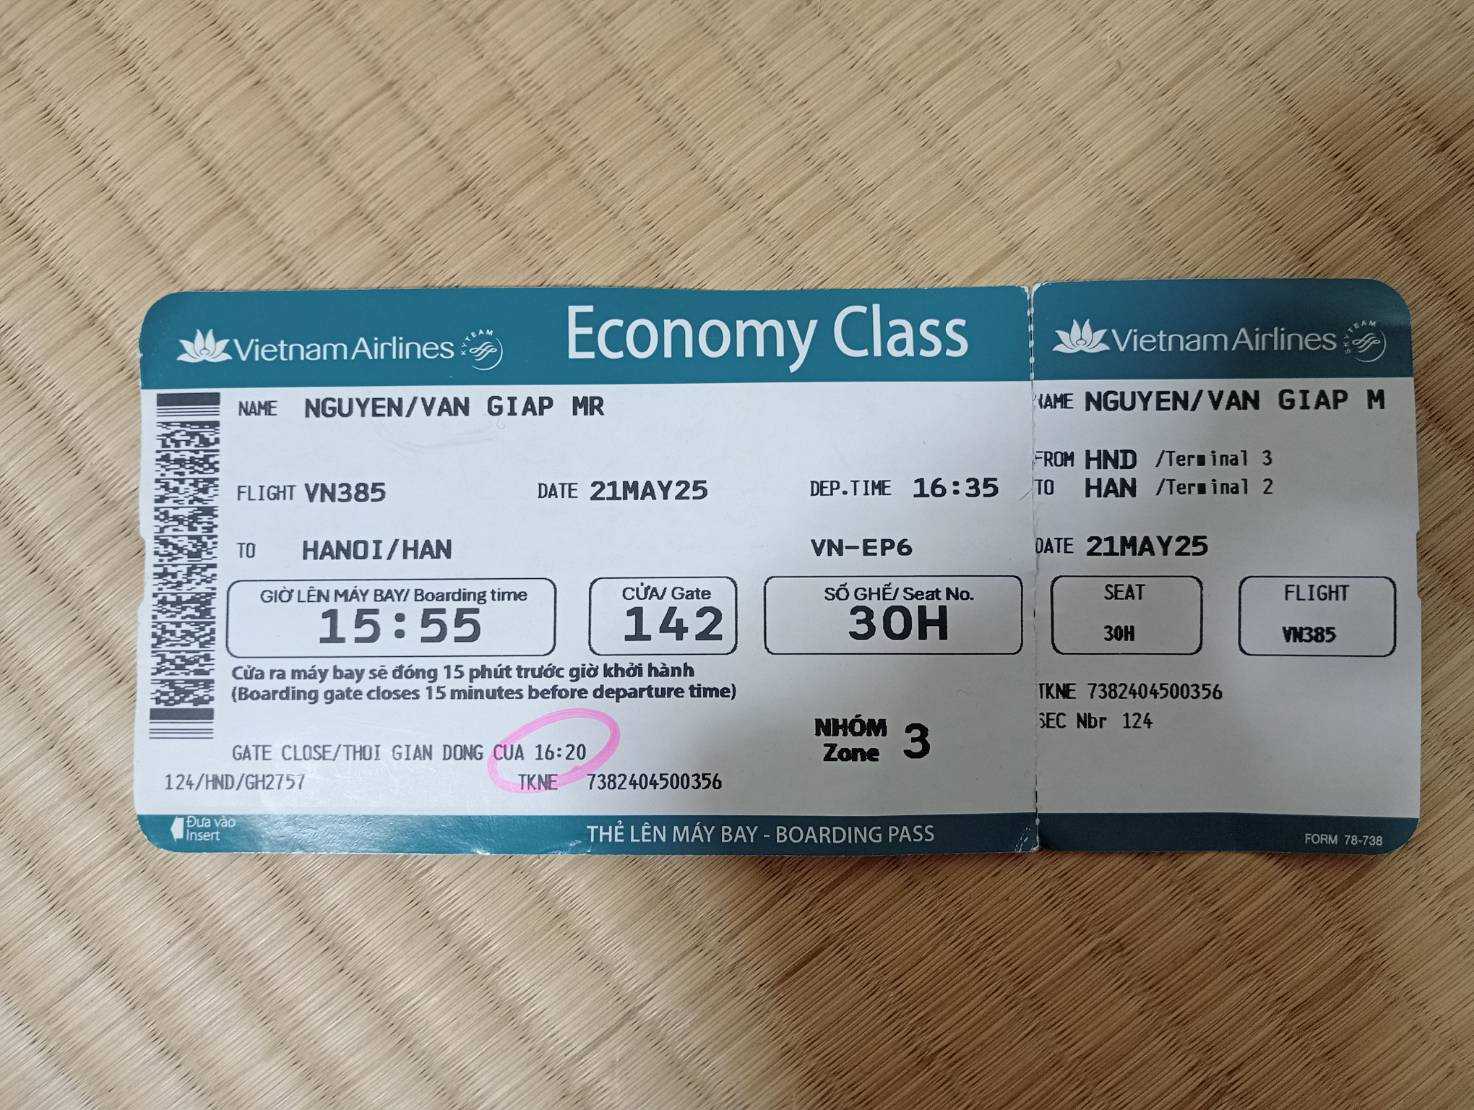 VietnamAirlines SKYTEAM Economy Class
NAME NGUYEN/VAN GIAP MR
FLIGHT VN385 DATE 21MAY25 DEP.TIME 16:35
TO HANOI/HAN VN-EP6
GIỜ LÊN MÁY BAY/ Boarding time CỬA/ Gate SỐ GHẾ/ Seat No.
15:55 142 30H
Cửa ra máy bay sẽ đóng 15 phút trước giờ khởi hành
(Boarding gate closes 15 minutes before departure time)
NHÓM
Zone 3
GATE CLOSE/THOI GIAN DONG CUA 16:20
124/HND/GH2757 TKNE 7382404500356
Đưa vào
Insert
THẺ LÊN MÁY BAY - BOARDING PASS
VietnamAirlines SKYTEAM
NAME NGUYEN/VAN GIAP M
FROM HND /Terminal 3
TO HAN /Terminal 2
DATE 21MAY25
SEAT FLIGHT
30H VN385
TKNE 7382404500356
SEC Nbr 124
FORM 78-738